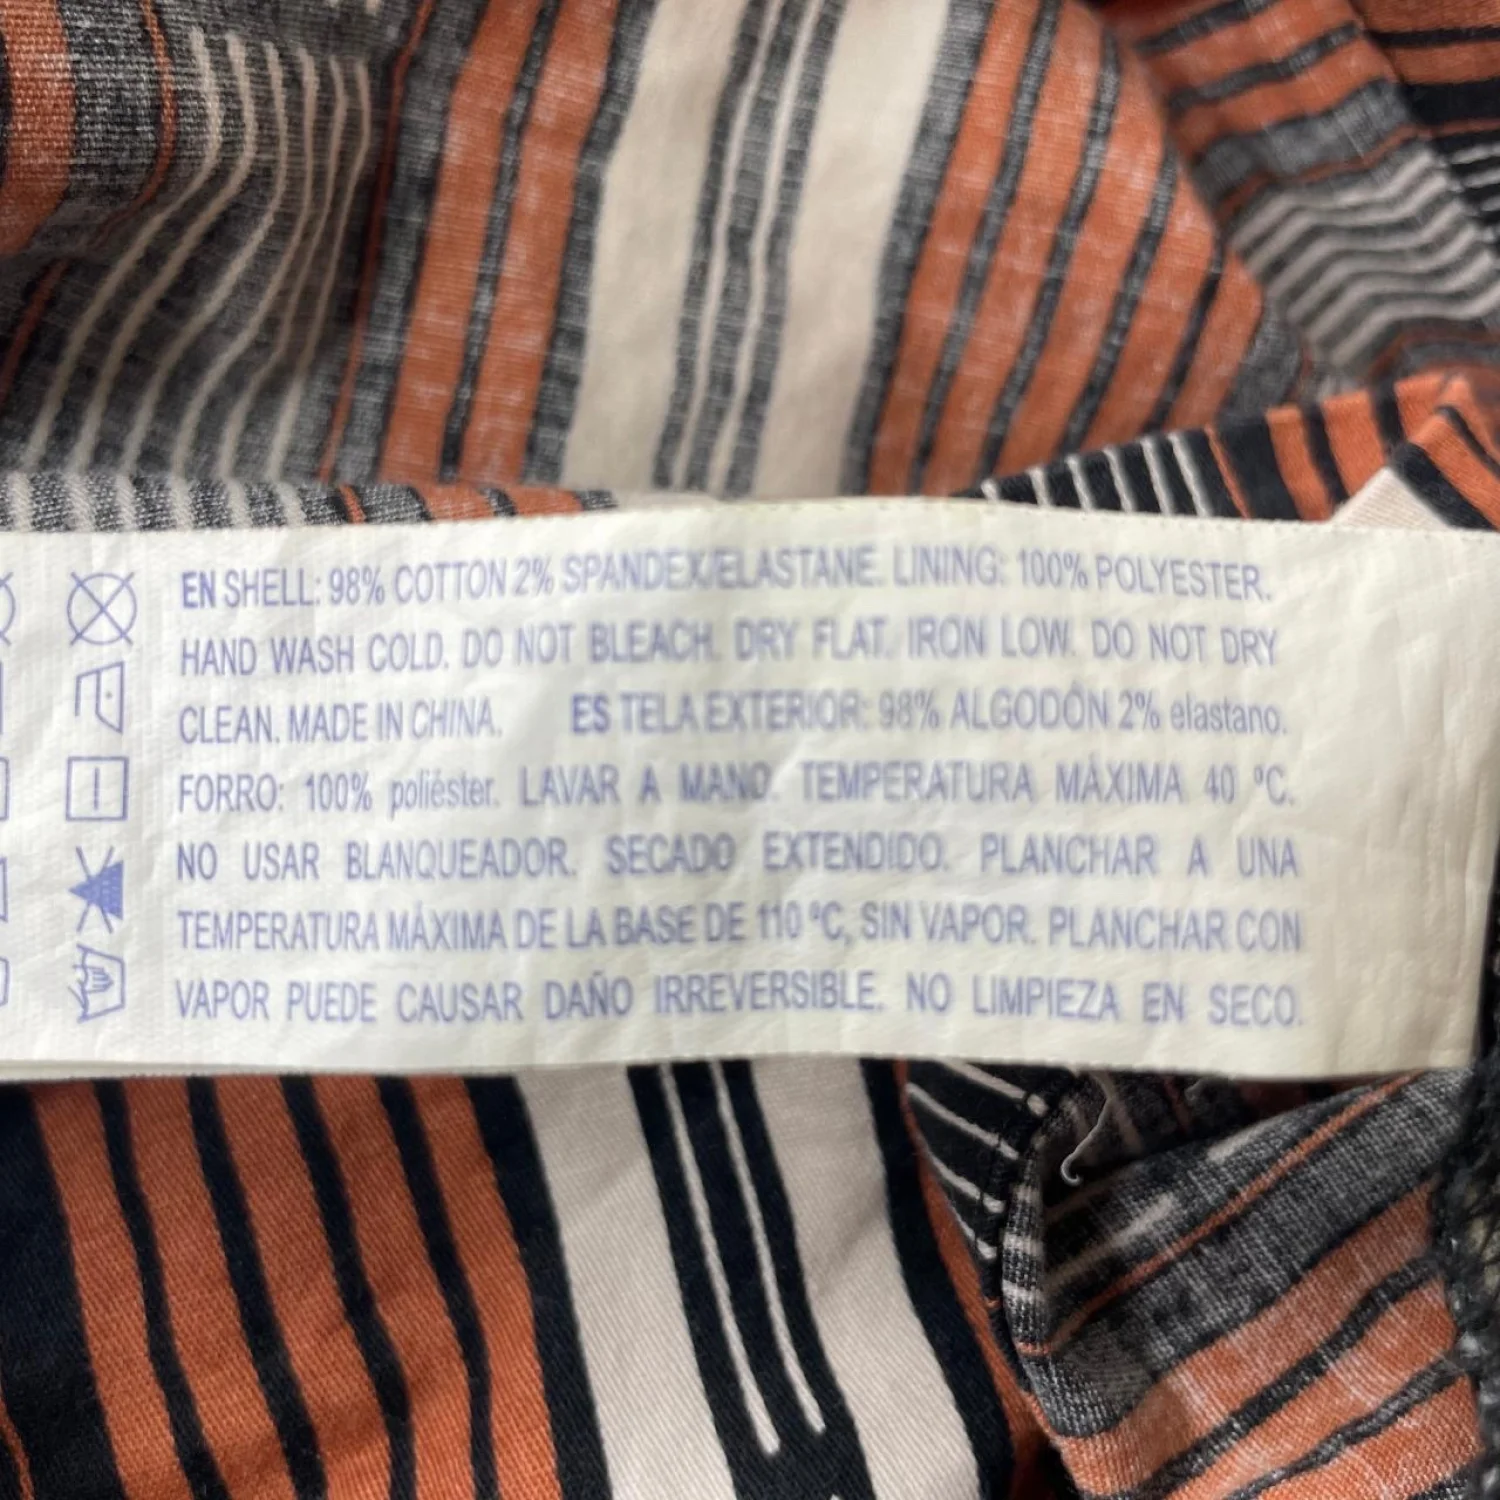 EN SHELL: 98% COTTON 2% SPANDEX/ELASTANE. LINING: 100% POLYESTER.
HAND WASH COLD. DO NOT BLEACH. DRY FLAT. IRON LOW. DO NOT DRY
CLEAN. MADE IN CHINA. ES TELA EXTERIOR: 98% ALGODÓN 2% elastano.
FORRO: 100% poliéster. LAVAR A MANO. TEMPERATURA MÁXIMA 40 ºC.
NO USAR BLANQUEADOR. SECADO EXTENDIDO. PLANCHAR A UNA
TEMPERATURA MÁXIMA DE LA BASE DE 110 ºC, SIN VAPOR. PLANCHAR CON
VAPOR PUEDE CAUSAR DAÑO IRREVERSIBLE. NO LIMPIEZA EN SECO.